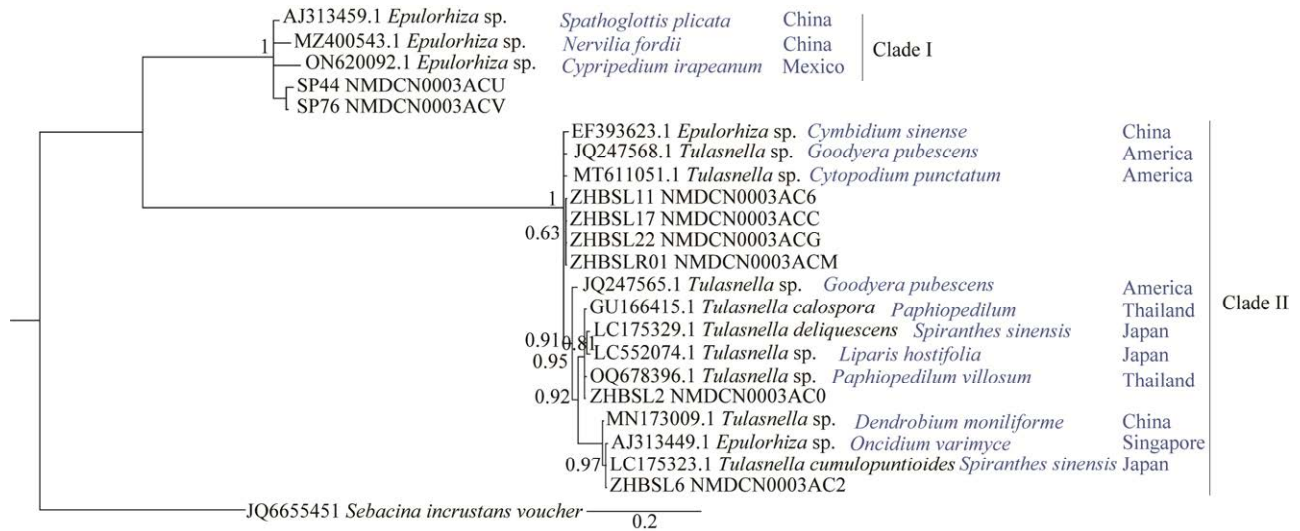 AJ313459.1 Epulorhiza sp. Spathoglottis plicata China
MZ400543.1 Epulorhiza sp. Nervilia fordii China
1
Clade I
ON620092.1 Epulorhiza sp. Cypripedium irapeanum Mexico
SP44 NMDCN0003ACU
SP76 NMDCN0003ACV
EF393623.1 Epulorhiza sp. Cymbidium sinense China
JQ247568.1 Tulasnella sp. Goodyera pubescens America
MT611051.1 Tulasnella sp. Cytopodium punctatum America
1
ZHBSL11 NMDCN0003AC6
ZHBSL17 NMDCN0003ACC
0.63
ZHBSL22 NMDCN0003ACG
ZHBSLR01 NMDCN0003ACM
JQ247565.1 Tulasnella sp. Goodyera pubescens America
Clade II
GU166415.1 Tulasnella calospora Paphiopedilum Thailand
LC175329.1 Tulasnella deliquescens Spiranthes sinensis Japan
0.91
0.81
LC552074.1 Tulasnella sp. Liparis hostifolia Japan
0.95
OQ678396.1 Tulasnella sp. Paphiopedilum villosum Thailand
0.92
ZHBSL2 NMDCN0003AC0
MN173009.1 Tulasnella sp. Dendrobium moniliforme China
AJ313449.1 Epulorhiza sp. Oncidium varimyce Singapore
0.97
LC175323.1 Tulasnella cumulopuntioides Spiranthes sinensis Japan
ZHBSL6 NMDCN0003AC2
JQ6655451 Sebacina incrustans voucher
0.2